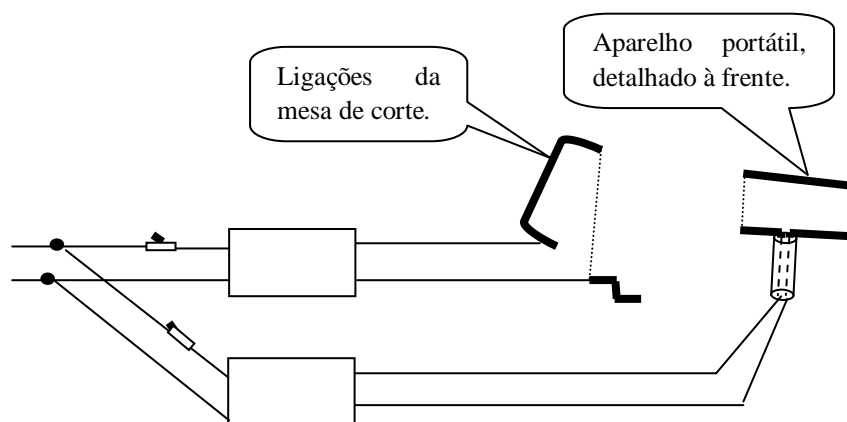 Ligações da
mesa de corte.
Aparelho portátil,
detalhado à frente.